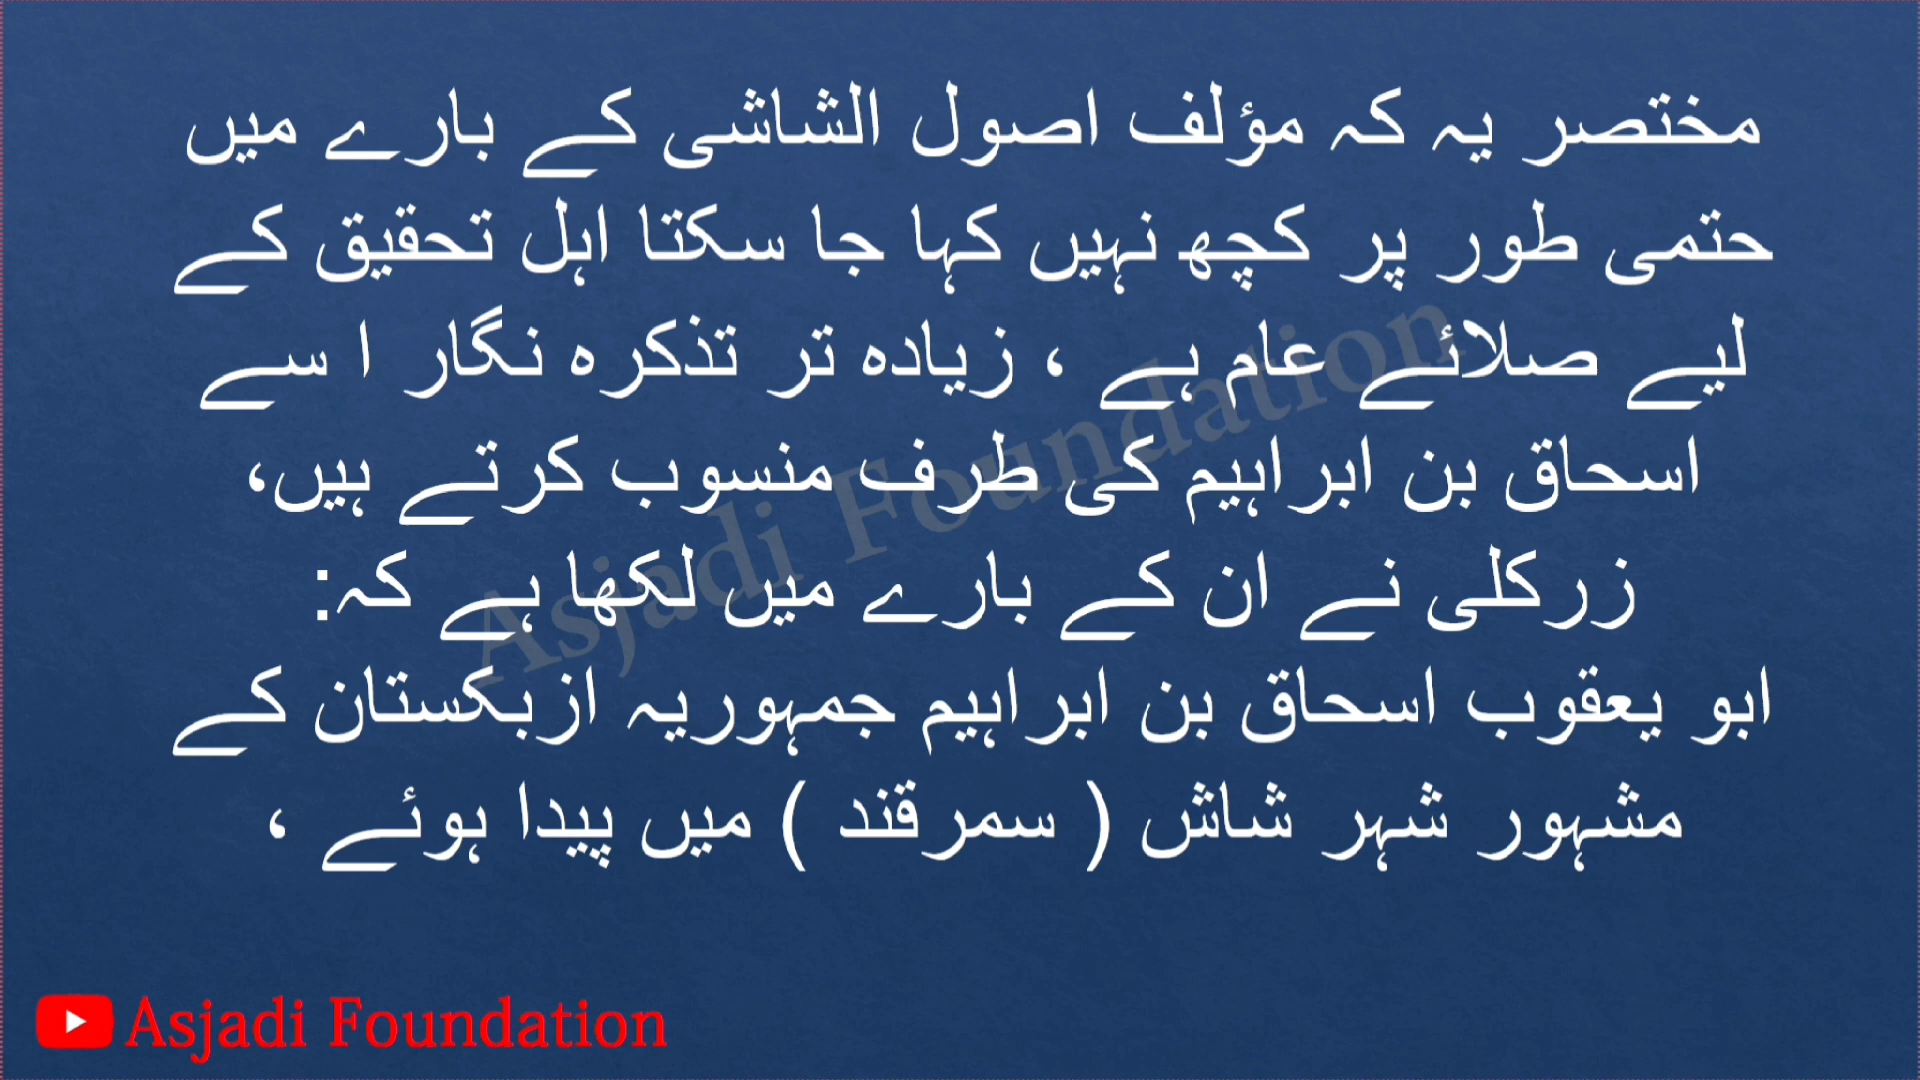 مختصر یہ کہ مؤلف اصول الشاشی کے بارے میں
حتمی طور پر کچھ نہیں کہا جا سکتا اہل تحقیق کے
لیے صلائے عام ہے ، زیادہ تر تذکرہ نگار ا سے
اسحاق بن ابراہیم کی طرف منسوب کرتے ہیں،
زرکلی نے ان کے بارے میں لکھا ہے کہ:
ابو یعقوب اسحاق بن ابراہیم جمہوریہ ازبکستان کے
مشہور شہر شاش ( سمرقند ) میں پیدا ہوئے ،
Asjadi Foundation
Asjadi Foundation